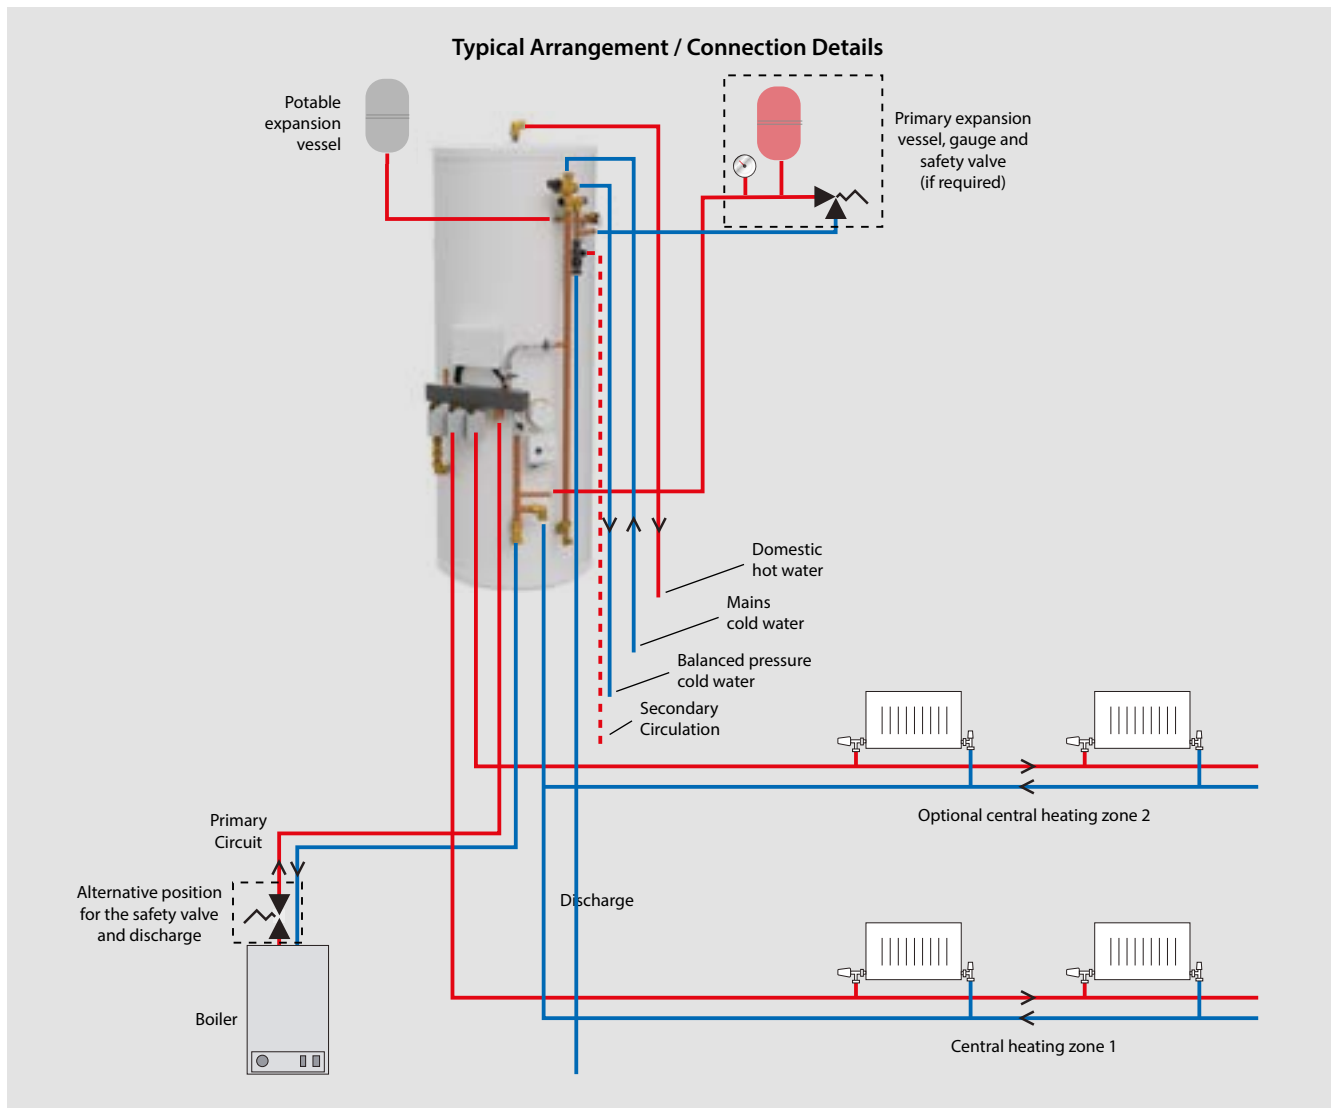 Typical Arrangement / Connection Details
Potable
expansion
vessel
Primary expansion
vessel, gauge and
safety valve
(if required)
Domestic
hot water
Mains
cold water
Balanced pressure
cold water
Secondary
Circulation
Optional central heating zone 2
Primary
Circuit
Alternative position
for the safety valve
and discharge
Discharge
Boiler
Central heating zone 1